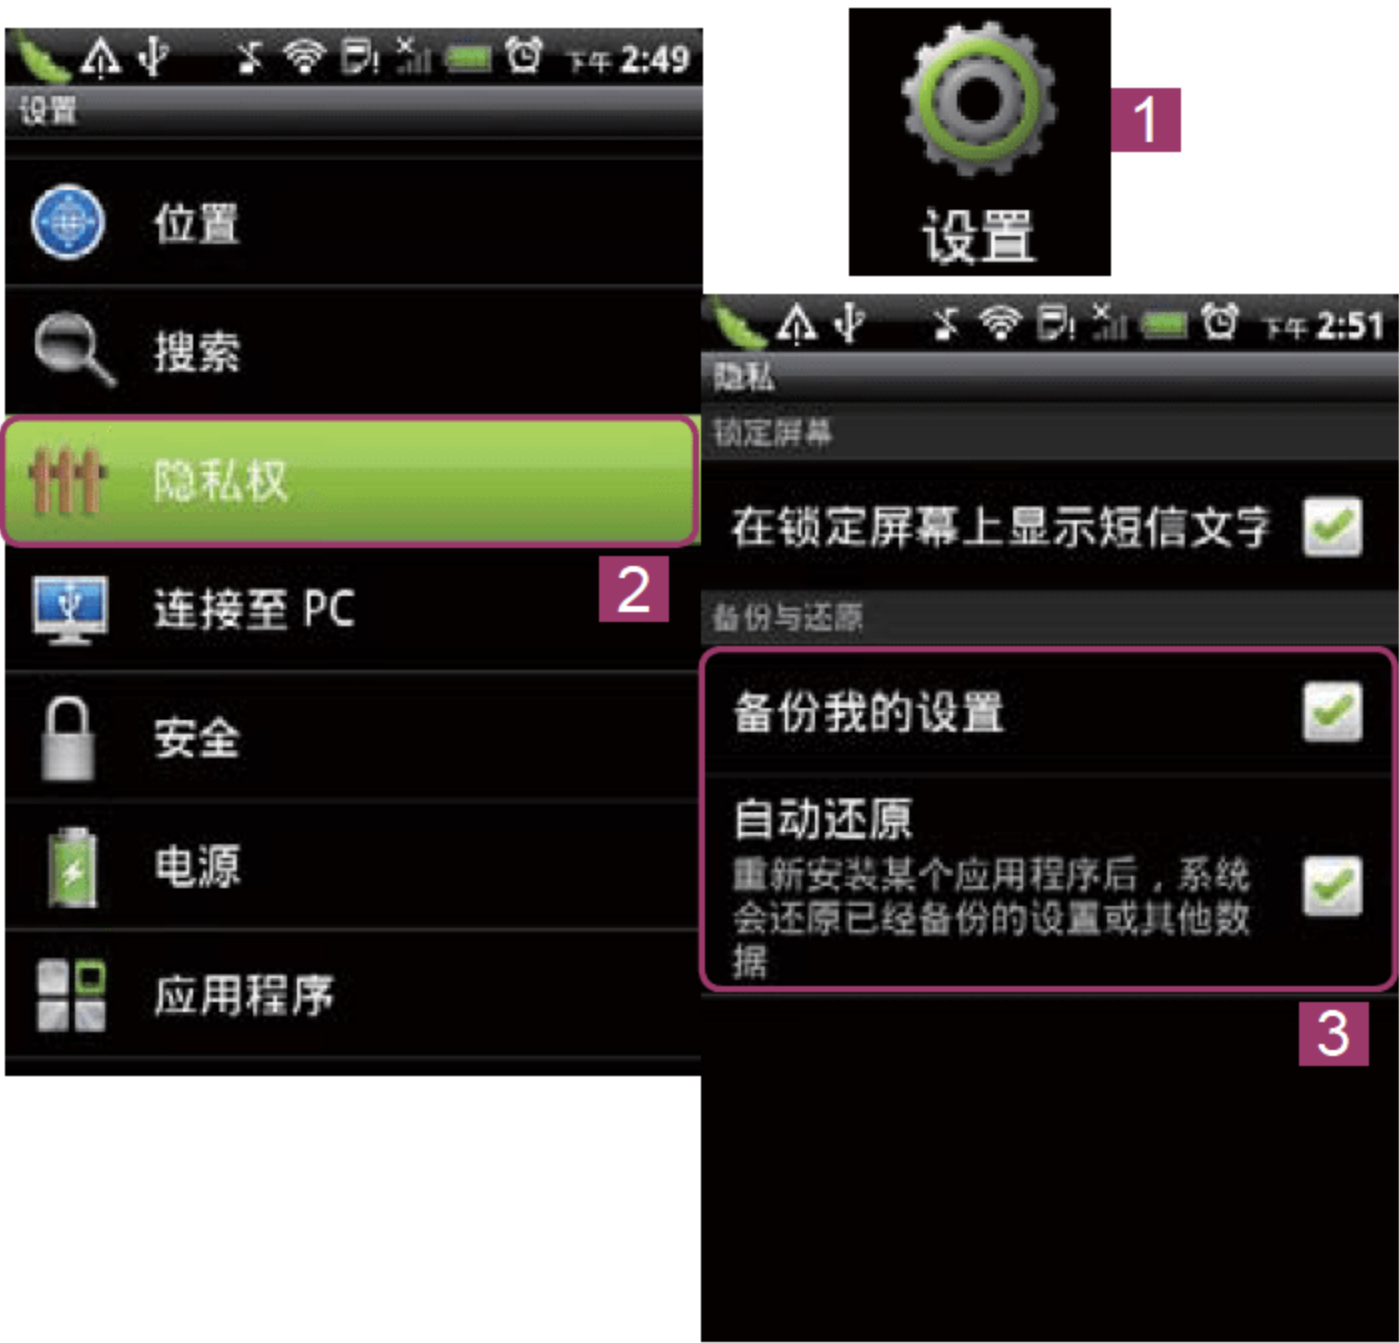 下午 2:49
设置
位置
搜索
隐私权
连接至 PC
2
安全
电源
应用程序
1
设置
下午 2:51
隐私
锁定屏幕
在锁定屏幕上显示短信文字
备份与还原
备份我的设置
自动还原
重新安装某个应用程序后，系统
会还原已经备份的设置或其他数
据
3